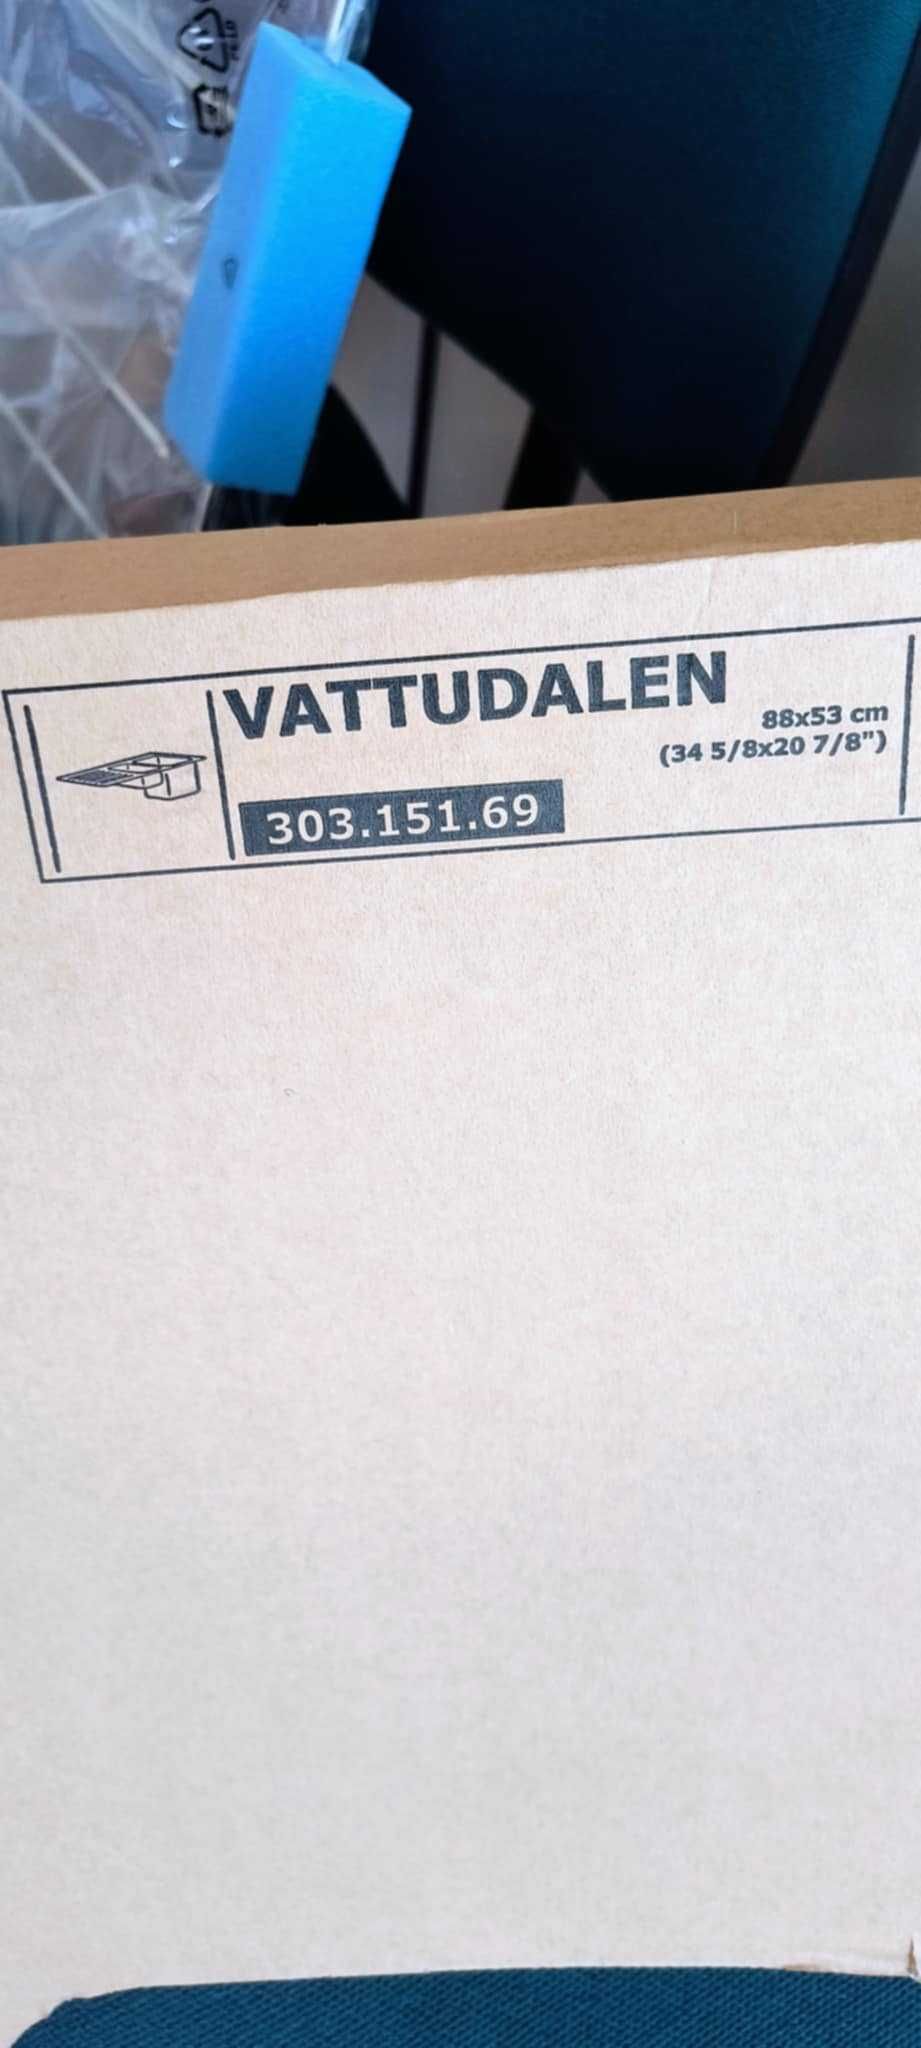 VATTUDALEN
88x53 cm
(34 5/8x20 7/8")
303.151.69